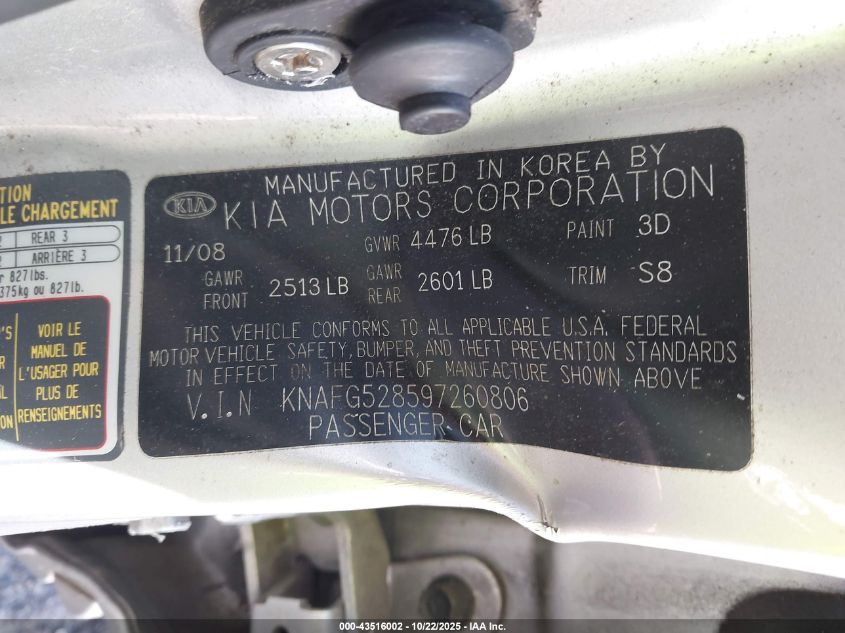 TION
LE CHARGEMENT
2 REAR 3
2 ARRIÈRE 3
r 827lbs.
375kg ou 827lb.
'S VOIR LE
MANUEL DE
R L'USAGER POUR
AL PLUS DE
ION RENSEIGNEMENTS
MANUFACTURED IN KOREA BY
KIA KIA MOTORS CORPORATION
11/08 GVWR 4476 LB PAINT 3D
GAWR FRONT 2513 LB GAWR REAR 2601 LB TRIM S8
THIS VEHICLE CONFORMS TO ALL APPLICABLE U.S.A. FEDERAL
MOTOR VEHICLE SAFETY, BUMPER, AND THEFT PREVENTION STANDARDS
IN EFFECT ON THE DATE OF MANUFACTURE SHOWN ABOVE
V.I.N KNAFG528597260806
PASSENGER CAR
000-43516002 - 10/22/2025 - IAA, Inc.